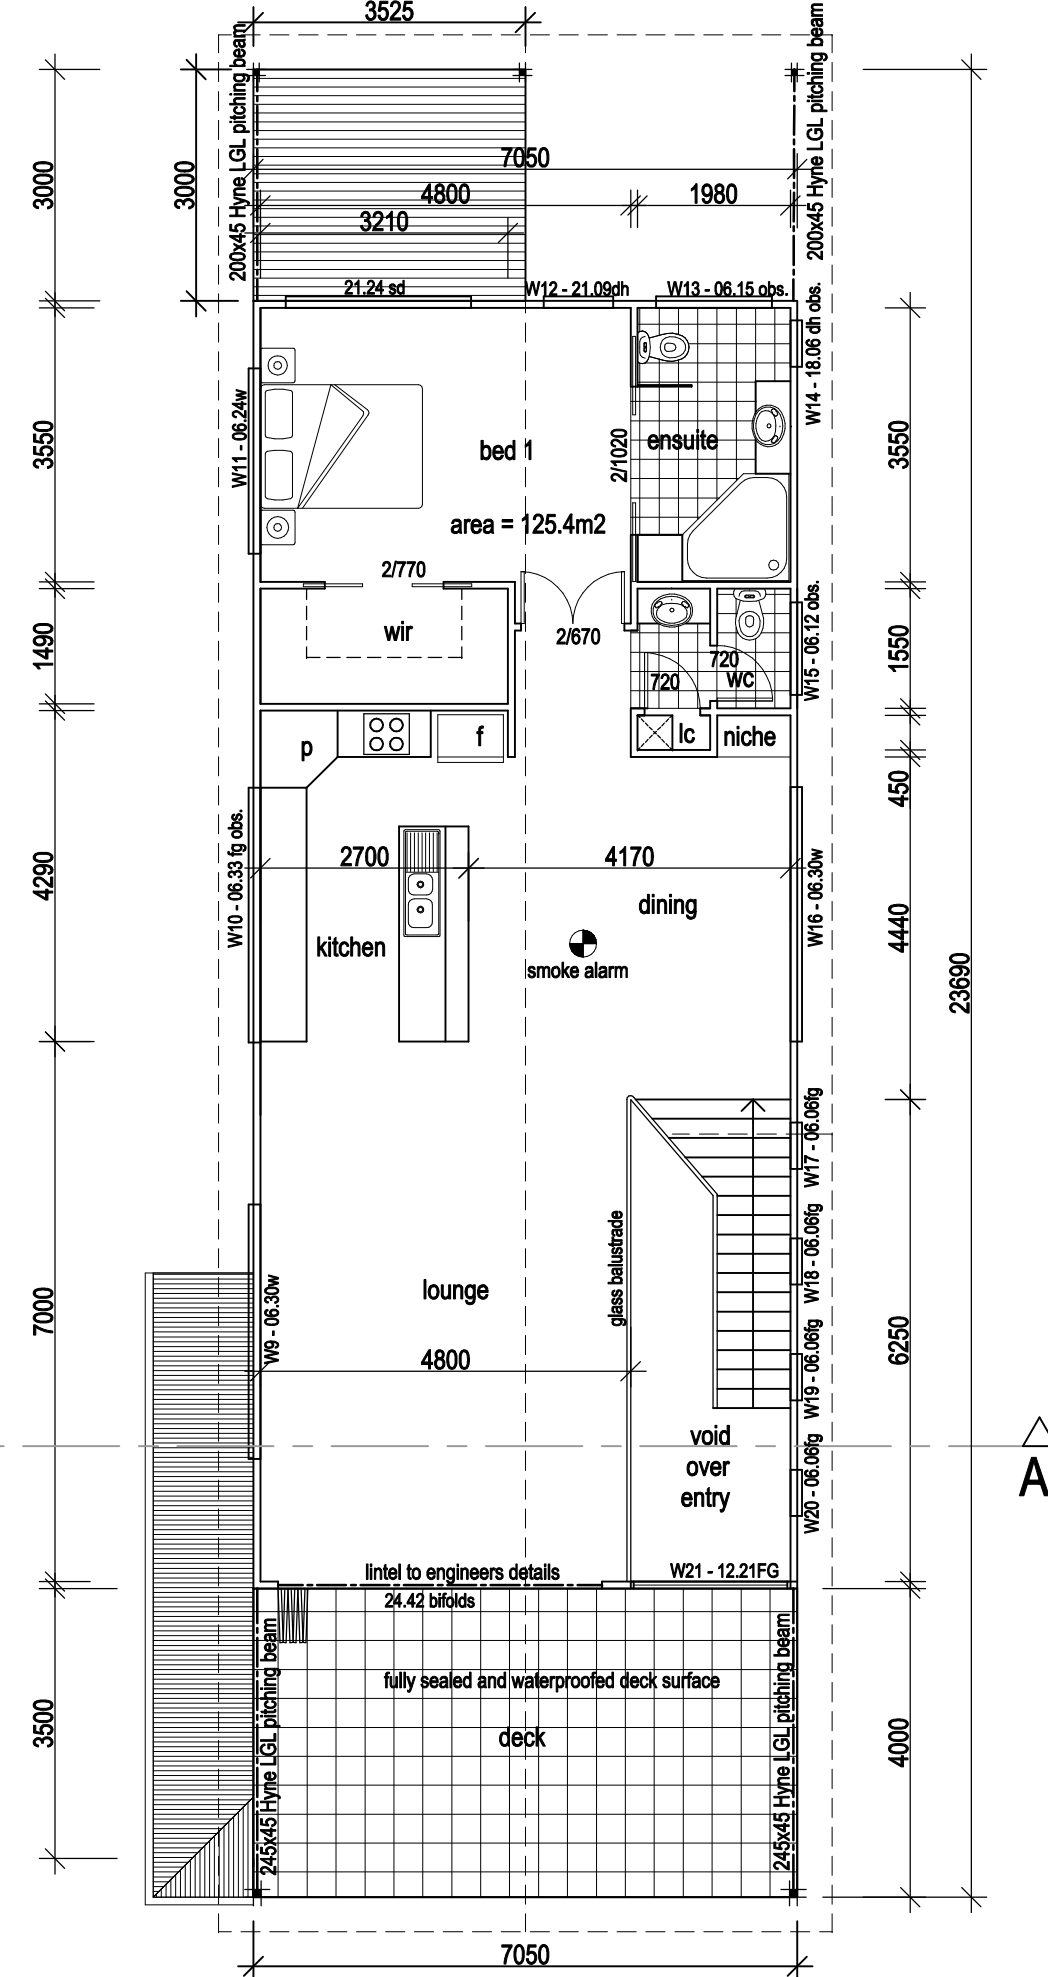 3525
200x45 Hyne LGL pitching beam
200x45 Hyne LGL pitching beam
3000
3000
7050
4800
1980
3210
21.24 sd
W12 - 21.09dh
W13 - 06.15 obs.
W14 - 18.06 dh obs.
W11 - 06.24w
3550
bed 1
2/1020
ensuite
3550
area = 125.4m2
2/770
1490
wir
2/670
720
720
wc
W15 - 06.12 obs.
1550
p
f
lc
niche
450
W10 - 06.33 fg obs.
4290
2700
4170
dining
kitchen
smoke alarm
W16 - 06.30w
4440
23690
W17 - 06.06fg
glass balustrade
W18 - 06.06fg
lounge
7000
W9 - 06.30w
4800
W19 - 06.06fg
6250
void
over
entry
W20 - 06.06fg
A
lintel to engineers details
W21 - 12.21FG
24.42 bifolds
245x45 Hyne LGL pitching beam
245x45 Hyne LGL pitching beam
fully sealed and waterproofed deck surface
deck
3500
4000
7050